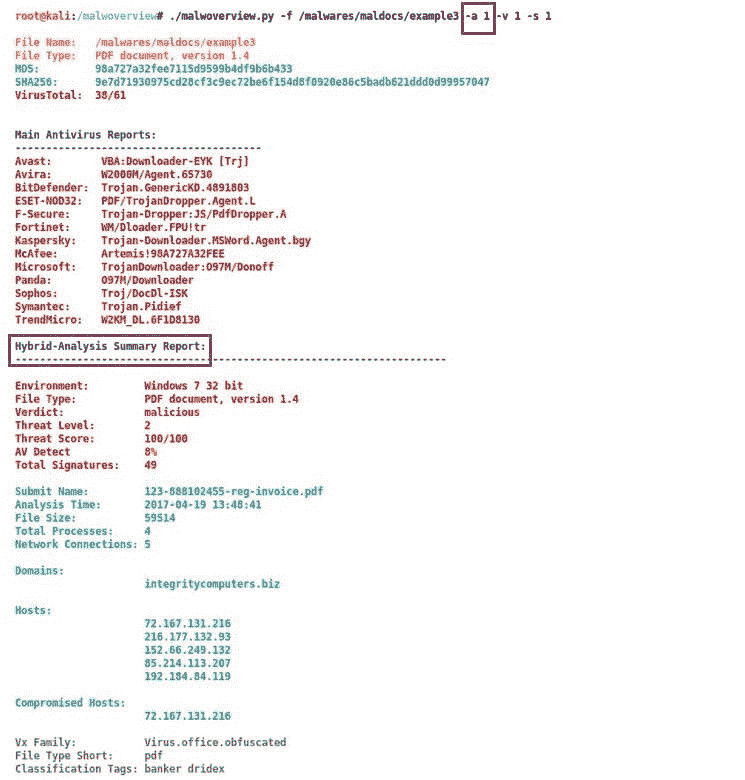 root@kali:/malwoverview# ./malwoverview.py -f /malwares/maldocs/example3 -a 1 -v 1 -s 1
File Name:   /malwares/maldocs/example3
File Type:   PDF document, version 1.4
MD5:         98a727a32fee7115d9599b4df9b6b433
SHA256:      9e7d71930975cd28cf3c9ec72be6f154d8f0920e86c5badb621ddd0d99957047
VirusTotal:  38/61
Main Antivirus Reports:
----------------------------------------
Avast:        VBA:Downloader-EYK [Trj]
Avira:        W2000M/Agent.65730
BitDefender:  Trojan.GenericKD.4891803
ESET-NOD32:   PDF/TrojanDropper.Agent.L
F-Secure:     Trojan-Dropper:JS/PdfDropper.A
Fortinet:     WM/Dloader.FPU!tr
Kaspersky:    Trojan-Downloader.MSWord.Agent.bgy
McAfee:       Artemis!98A727A32FEE
Microsoft:    TrojanDownloader:O97M/Donoff
Panda:        O97M/Downloader
Sophos:       Troj/DocDl-ISK
Symantec:     Trojan.Pidief
TrendMicro:   W2KM_DL.6F1D8130
Hybrid-Analysis Summary Report:
----------------------------------------------------------------------
Environment:         Windows 7 32 bit
File Type:           PDF document, version 1.4
Verdict:             malicious
Threat Level:        2
Threat Score:        100/100
AV Detect            8%
Total Signatures:    49
Submit Name:         123-888102455-reg-invoice.pdf
Analysis Time:       2017-04-19 13:48:41
File Size:           59514
Total Processes:     4
Network Connections: 5
Domains:
integritycomputers.biz
Hosts:
72.167.131.216
216.177.132.93
152.66.249.132
85.214.113.207
192.184.84.119
Compromised Hosts:
72.167.131.216
Vx Family:           Virus.office.obfuscated
File Type Short:     pdf
Classification Tags: banker dridex